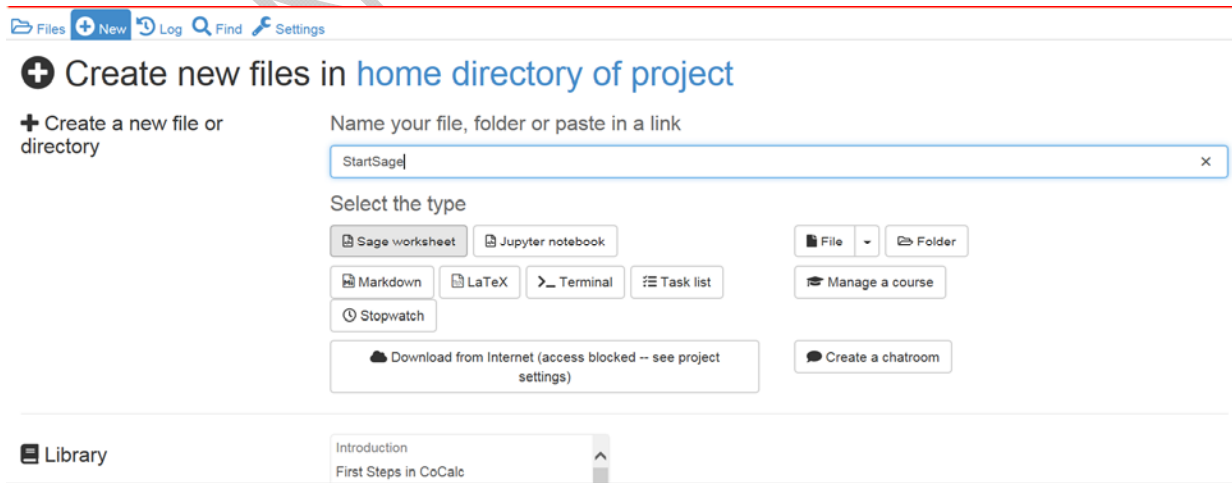 Files New Log Find Settings
Create new files in home directory of project
Create a new file or
directory
Name your file, folder or paste in a link
StartSage
Select the type
Sage worksheet Jupyter notebook File Folder
Markdown LaTeX >_ Terminal Task list Manage a course
Stopwatch
Download from Internet (access blocked -- see project
settings)
Create a chatroom
Library
Introduction
First Steps in CoCalc